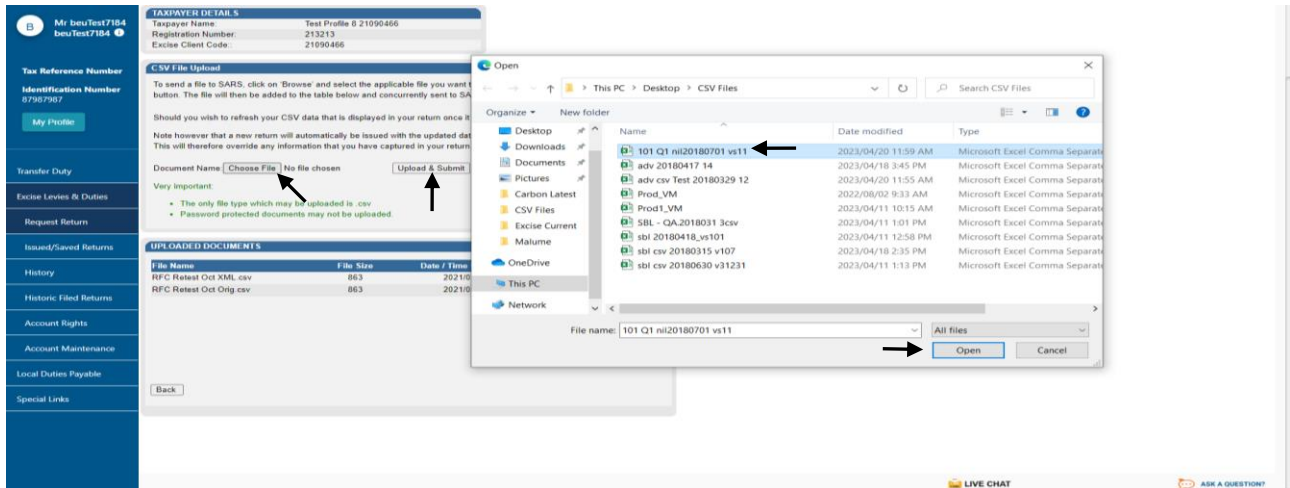 B
Mr beuTest7184
beuTest7184
Tax Reference Number
Identification Number
87987987
My Profile
Transfer Duty
Excise Levies & Duties
Request Return
Issued/Saved Returns
History
Historic Filed Returns
Account Rights
Account Maintenance
Local Duties Payable
Special Links
TAXPAYER DETAILS
Taxpayer Name: Test Profile 8 21090466
Registration Number: 213213
Excise Client Code: 21090466
CSV File Upload
To send a file to SARS, click on 'Browse' and select the applicable file you want t
button. The file will then be added to the table below and concurrently sent to SA
Should you wish to refresh your CSV data that is displayed in your return once it
Note however that a new return will automatically be issued with the updated dat
This will therefore override any information that you have captured in your return
Document Name: Choose File No file chosen Upload & Submit
Very important:
• The only file type which may be uploaded is .csv
• Password protected documents may not be uploaded.
UPLOADED DOCUMENTS
File Name File Size Date / Time
RFC Retest Oct XML.csv 863 2021/0
RFC Retest Oct Orig.csv 863 2021/0
Back
Open
This PC > Desktop > CSV Files
Search CSV Files
Organize New folder
Desktop
Downloads
Documents
Pictures
Carbon Latest
CSV Files
Excise Current
Malume
OneDrive
This PC
Network
Name Date modified Type
101 Q1 nil20180701 vs11 2023/04/20 11:59 AM Microsoft Excel Comma Separate
adv 20180417 14 2023/04/18 3:45 PM Microsoft Excel Comma Separate
adv csv Test 20180329 12 2023/04/20 11:55 AM Microsoft Excel Comma Separate
Prod_VM 2022/08/02 9:33 AM Microsoft Excel Comma Separate
Prod1_VM 2023/04/11 10:15 AM Microsoft Excel Comma Separate
SBL - QA.2018031 3csv 2023/04/11 1:01 PM Microsoft Excel Comma Separate
sbl 20180418_vs101 2023/04/11 12:58 PM Microsoft Excel Comma Separate
sbl csv 20180315 v107 2023/04/18 2:35 PM Microsoft Excel Comma Separate
sbl csv 20180630 v31231 2023/04/11 1:13 PM Microsoft Excel Comma Separate
File name: 101 Q1 nil20180701 vs11 All files
Open Cancel
LIVE CHAT
ASK A QUESTION?